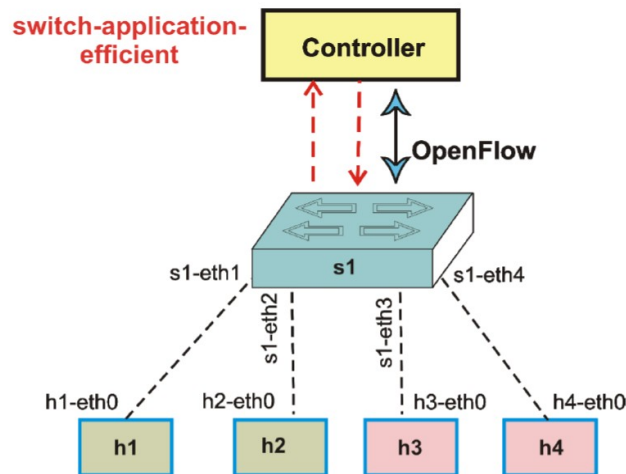 switch-application-
efficient
Controller
OpenFlow
s1
s1-eth1
s1-eth2
s1-eth3
s1-eth4
h1-eth0
h2-eth0
h3-eth0
h4-eth0
h1
h2
h3
h4